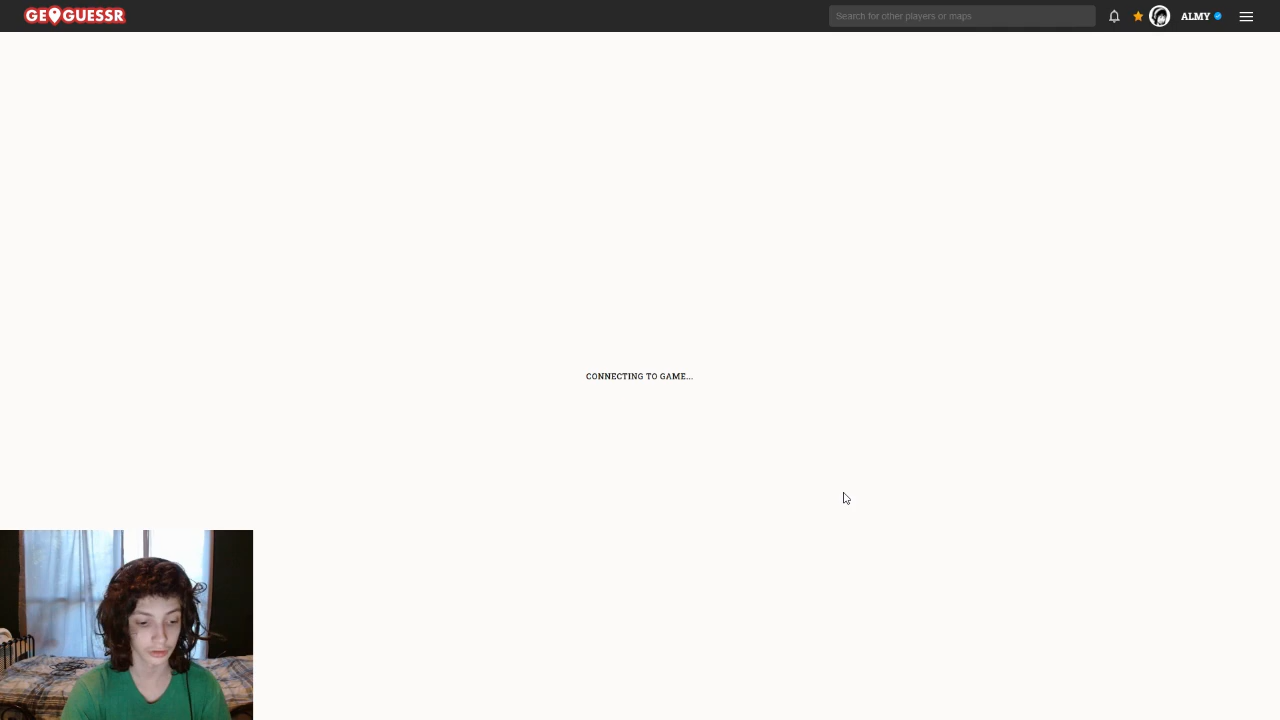 GEOGUESSR
Search for other players or maps
ALMY
CONNECTING TO GAME...